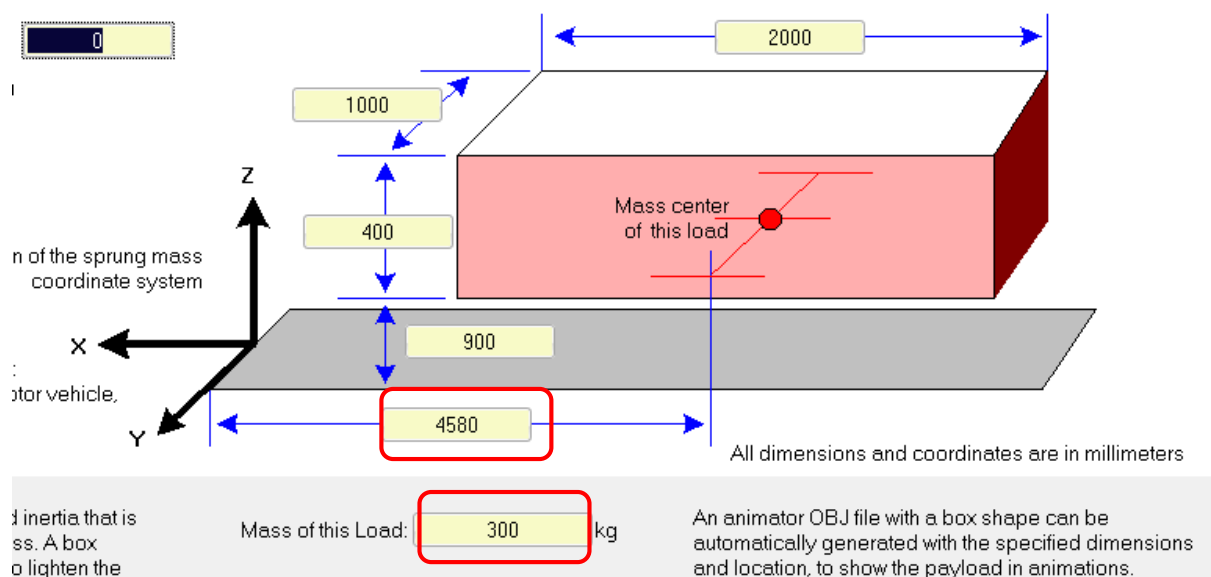 0
2000
1000
Z
Mass center
of this load
400
n of the sprung mass
coordinate system
X
900
otor vehicle,
Y
4580
All dimensions and coordinates are in millimeters
d inertia that is
ss. A box
o lighten the
Mass of this Load: 300 kg
An animator OBJ file with a box shape can be
automatically generated with the specified dimensions
and location, to show the payload in animations.